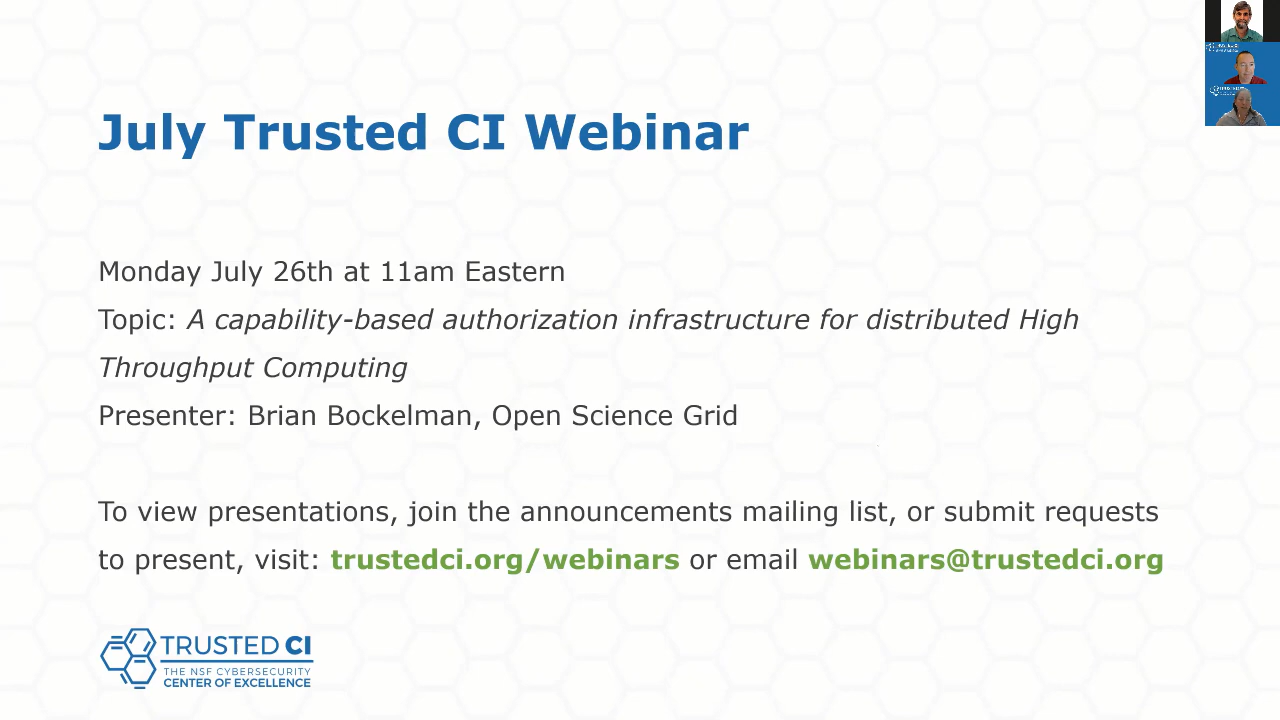 July Trusted CI Webinar
Monday July 26th at 11am Eastern
Topic: A capability-based authorization infrastructure for distributed High
Throughput Computing
Presenter: Brian Bockelman, Open Science Grid
To view presentations, join the announcements mailing list, or submit requests
to present, visit: trustedci.org/webinars or email webinars@trustedci.org
TRUSTED CI
THE NSF CYBERSECURITY
CENTER OF EXCELLENCE